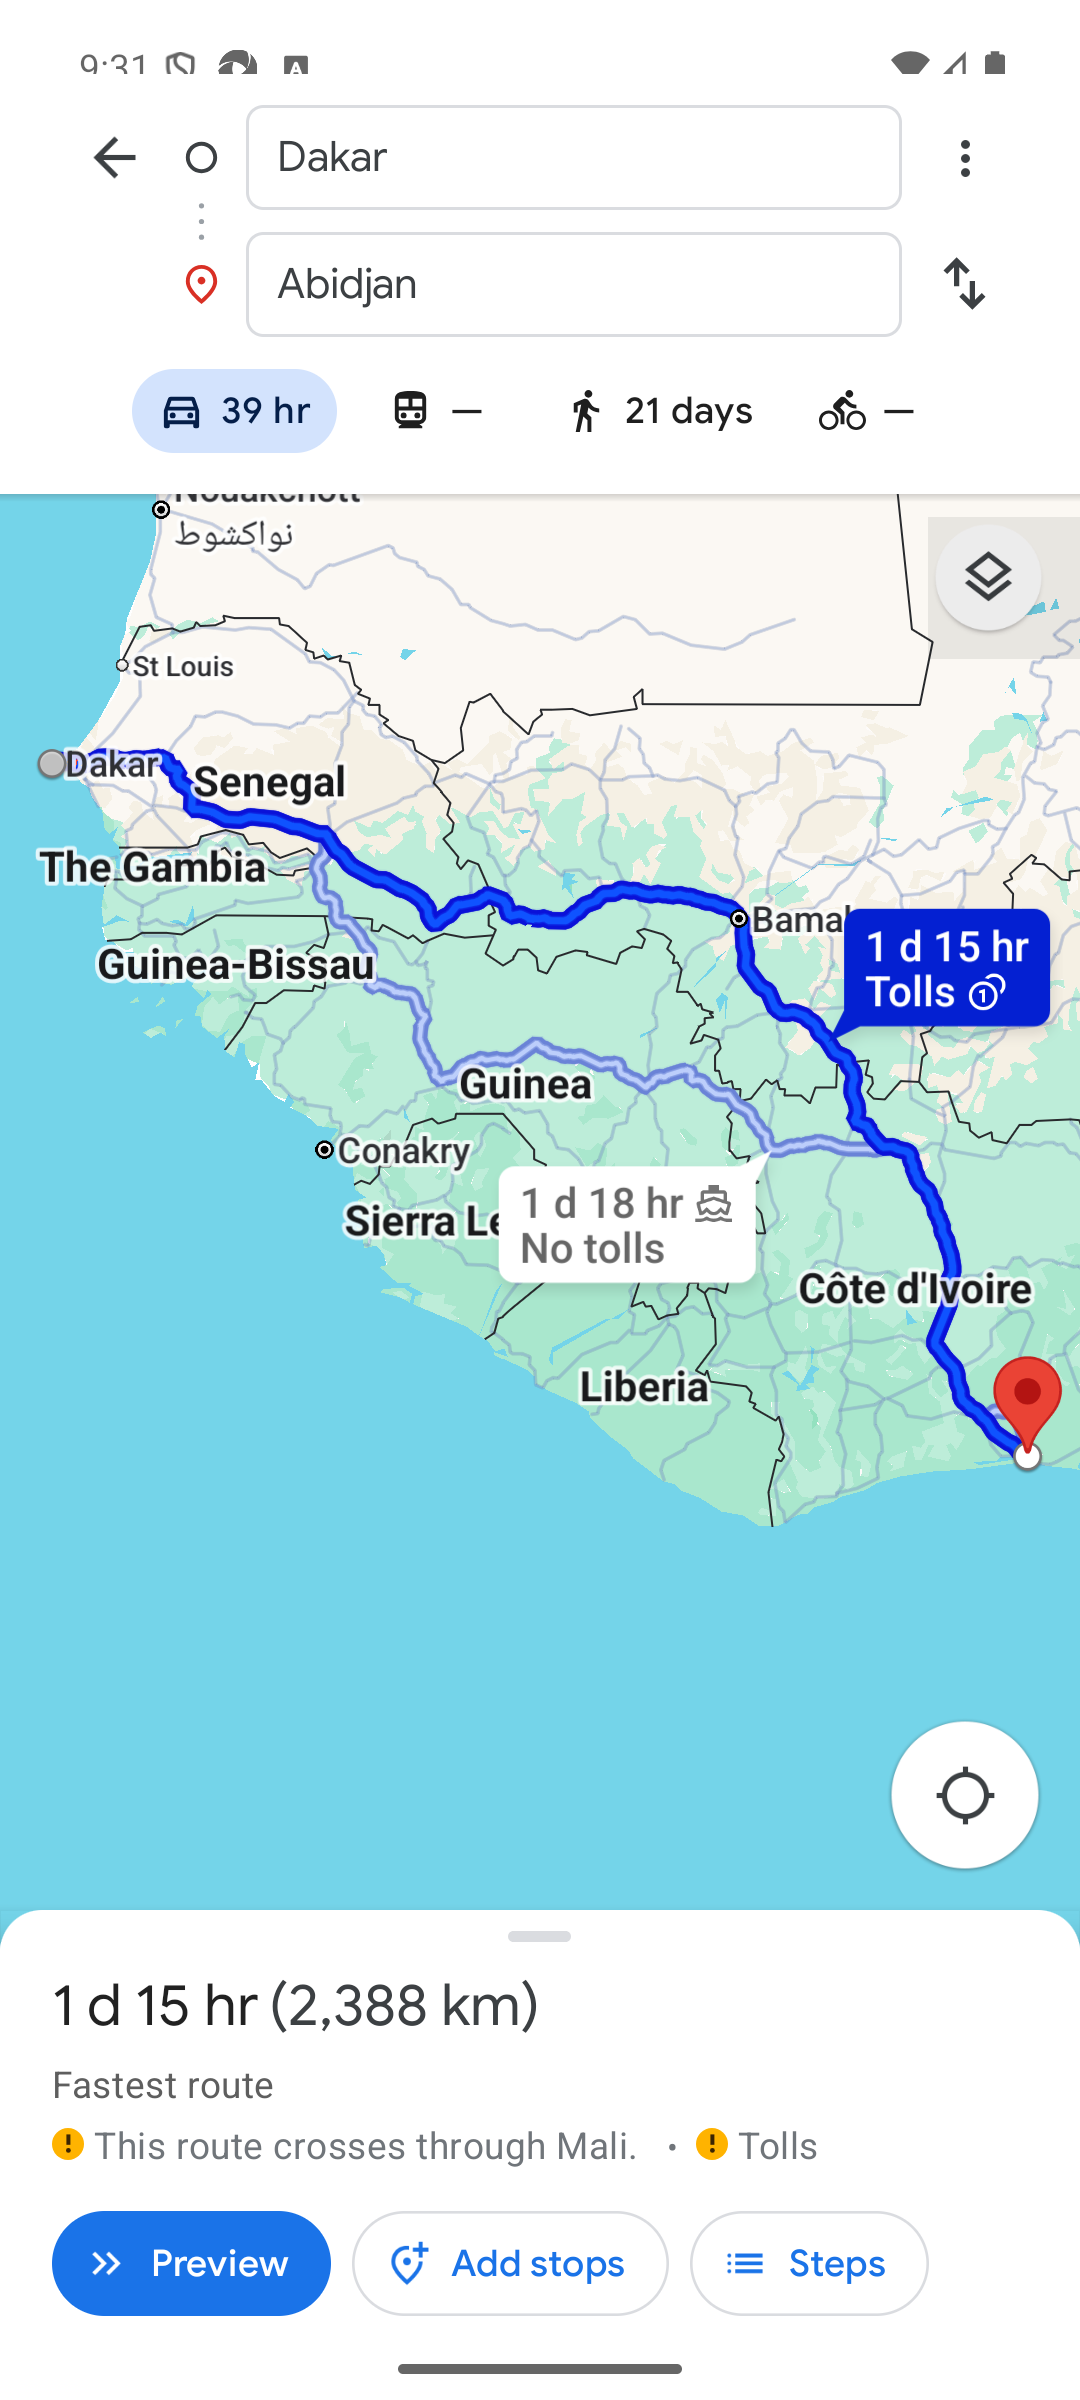 9:31
Dakar
Abidjan
39 hr
—
21 days
—
Nouakchott
نواكشوط
St Louis
Dakar
Senegal
The Gambia
Bamak
1 d 15 hr
Tolls
Guinea-Bissau
Guinea
Conakry
1 d 18 hr
No tolls
Sierra Le
Côte d'Ivoire
Liberia
1 d 15 hr (2,388 km)
Fastest route
This route crosses through Mali. · Tolls
Preview
Add stops
Steps